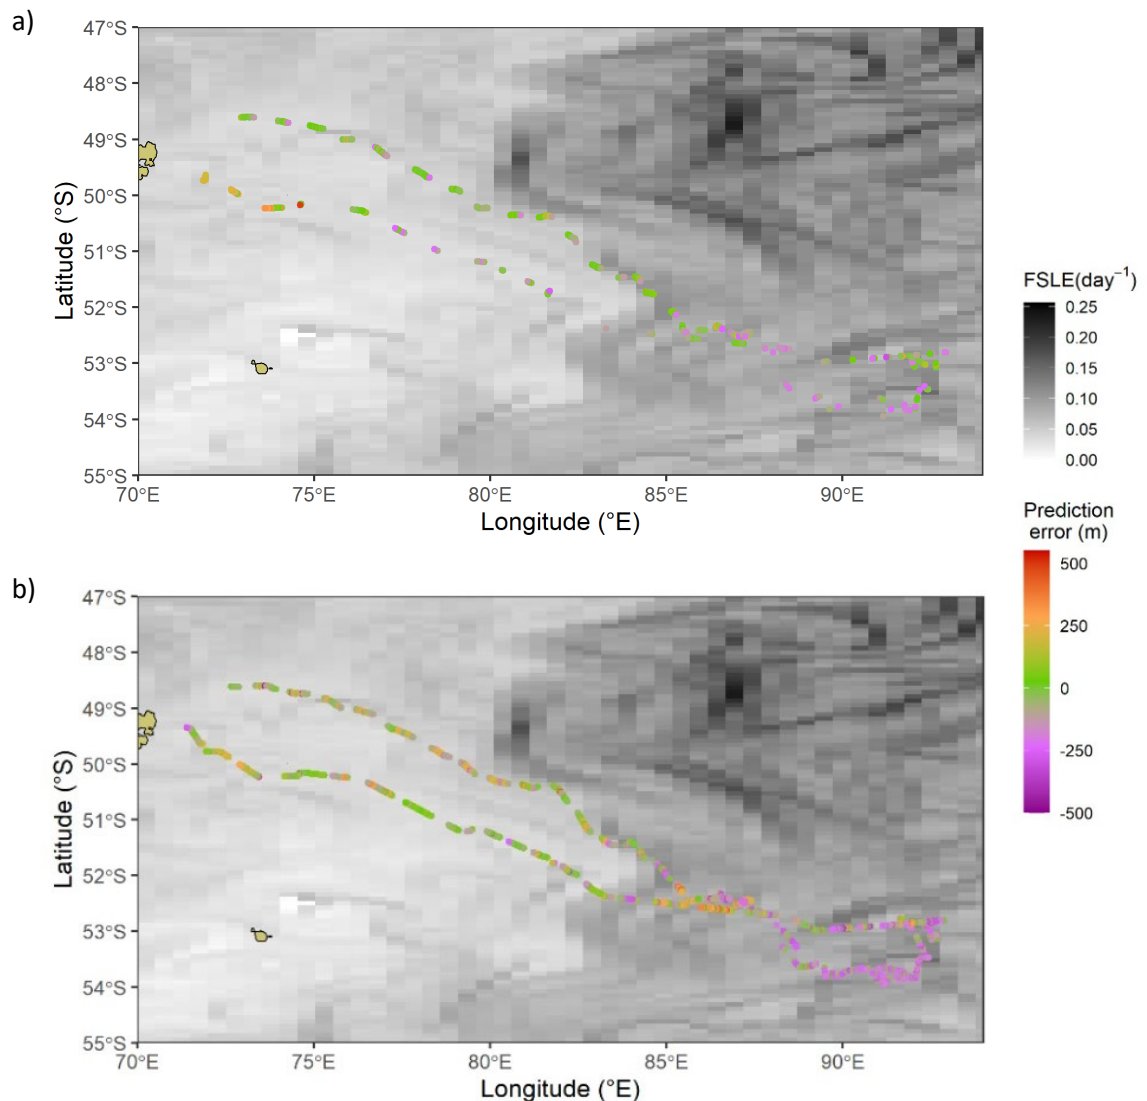 a)
47°S
48°S
49°S
50°S
51°S
52°S
53°S
54°S
55°S
Latitude (°S)
70°E 75°E 80°E 85°E 90°E
Longitude (°E)
FSLE(day⁻¹)
0.25
0.20
0.15
0.10
0.05
0.00
Prediction
error (m)
500
250
0
-250
-500
b)
47°S
48°S
49°S
50°S
51°S
52°S
53°S
54°S
55°S
Latitude (°S)
70°E 75°E 80°E 85°E 90°E
Longitude (°E)